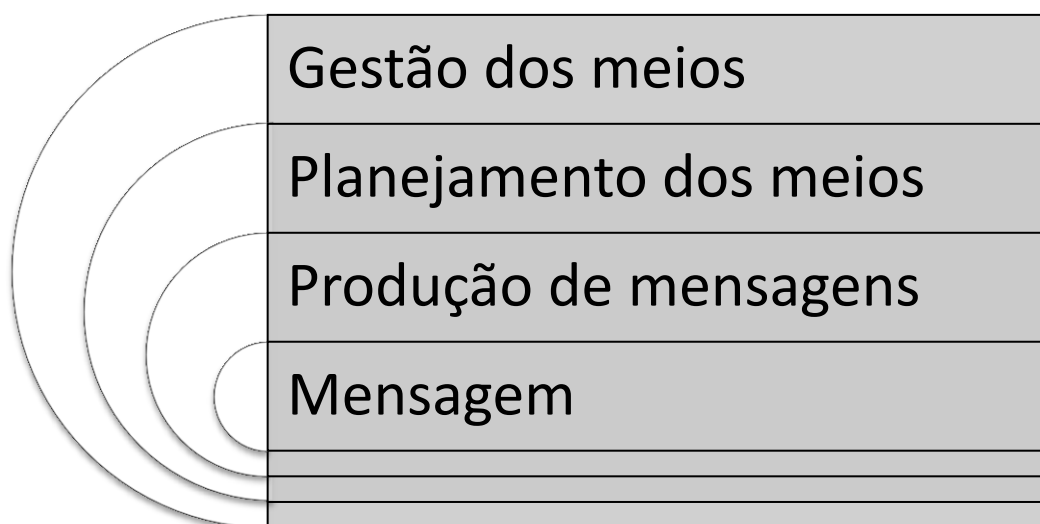 Gestão dos meios
Planejamento dos meios
Produção de mensagens
Mensagem